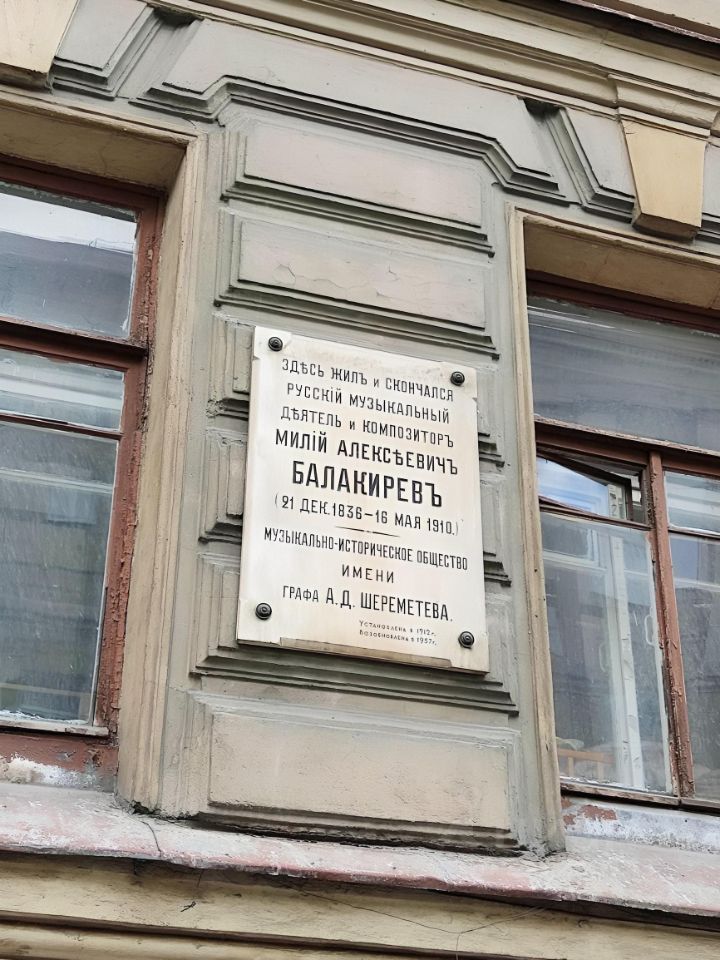 ЗДѢСЬ ЖИЛЪ и СКОНЧАЛСЯ
РУССКІЙ МУЗЫКАЛЬНЫЙ
ДѢЯТЕЛЬ и КОМПОЗИТОРЪ
МИЛІЙ АЛЕКСѢЕВИЧЪ
БАЛАКИРЕВЪ
(21 ДЕК.1836–16 МАЯ 1910.)
МУЗЫКАЛЬНО-ИСТОРИЧЕСКОЕ ОБЩЕСТВО
ИМЕНИ
ГРАФА А.Д. ШЕРЕМЕТЕВА.
УСТАНОВЛЕНА в 1912 г.
ВОЗОБНОВЛЕНА в 1957 г.